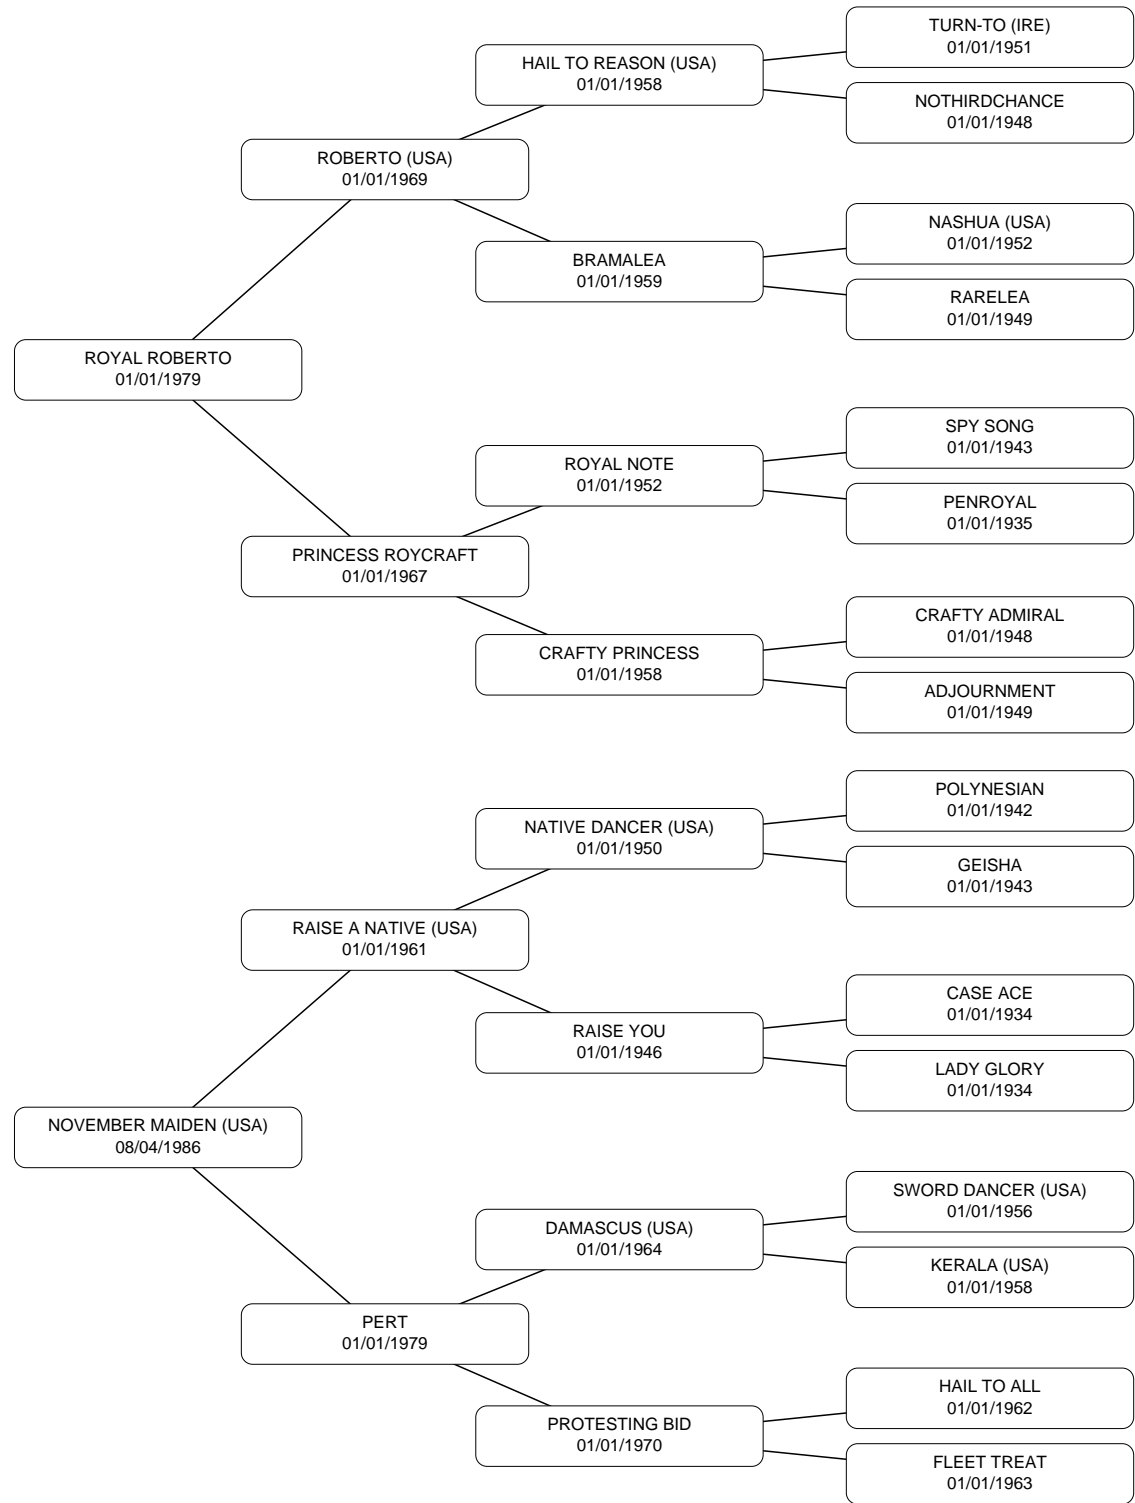 TURN-TO (IRE)
01/01/1951
HAIL TO REASON (USA)
01/01/1958
NOTHIRDCHANCE
01/01/1948
ROBERTO (USA)
01/01/1969
NASHUA (USA)
01/01/1952
BRAMALEA
01/01/1959
RARELEA
01/01/1949
ROYAL ROBERTO
01/01/1979
SPY SONG
01/01/1943
ROYAL NOTE
01/01/1952
PENROYAL
01/01/1935
PRINCESS ROYCRAFT
01/01/1967
CRAFTY ADMIRAL
01/01/1948
CRAFTY PRINCESS
01/01/1958
ADJOURNMENT
01/01/1949
POLYNESIAN
01/01/1942
NATIVE DANCER (USA)
01/01/1950
GEISHA
01/01/1943
RAISE A NATIVE (USA)
01/01/1961
CASE ACE
01/01/1934
RAISE YOU
01/01/1946
LADY GLORY
01/01/1934
NOVEMBER MAIDEN (USA)
08/04/1986
SWORD DANCER (USA)
01/01/1956
DAMASCUS (USA)
01/01/1964
KERALA (USA)
01/01/1958
PERT
01/01/1979
HAIL TO ALL
01/01/1962
PROTESTING BID
01/01/1970
FLEET TREAT
01/01/1963